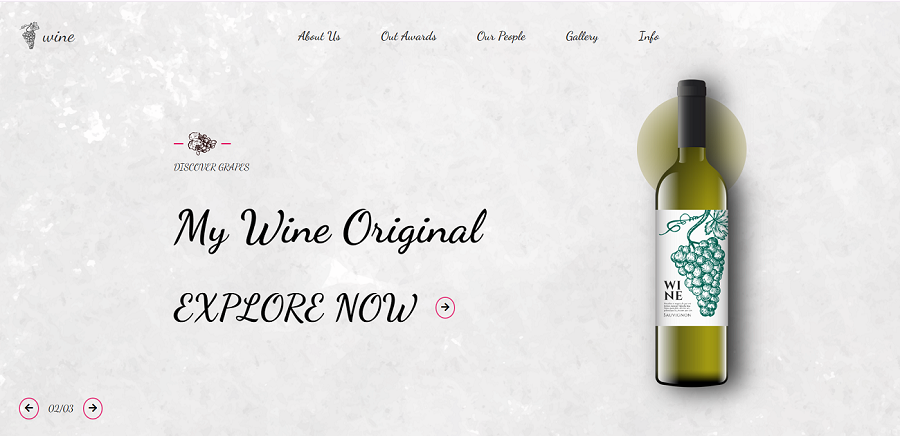 wine
About Us
Out Awards
Our People
Gallery
Info
DISCOVER GRAPES
My Wine Original
EXPLORE NOW
WI
NE
SAUVIGNON
02/03